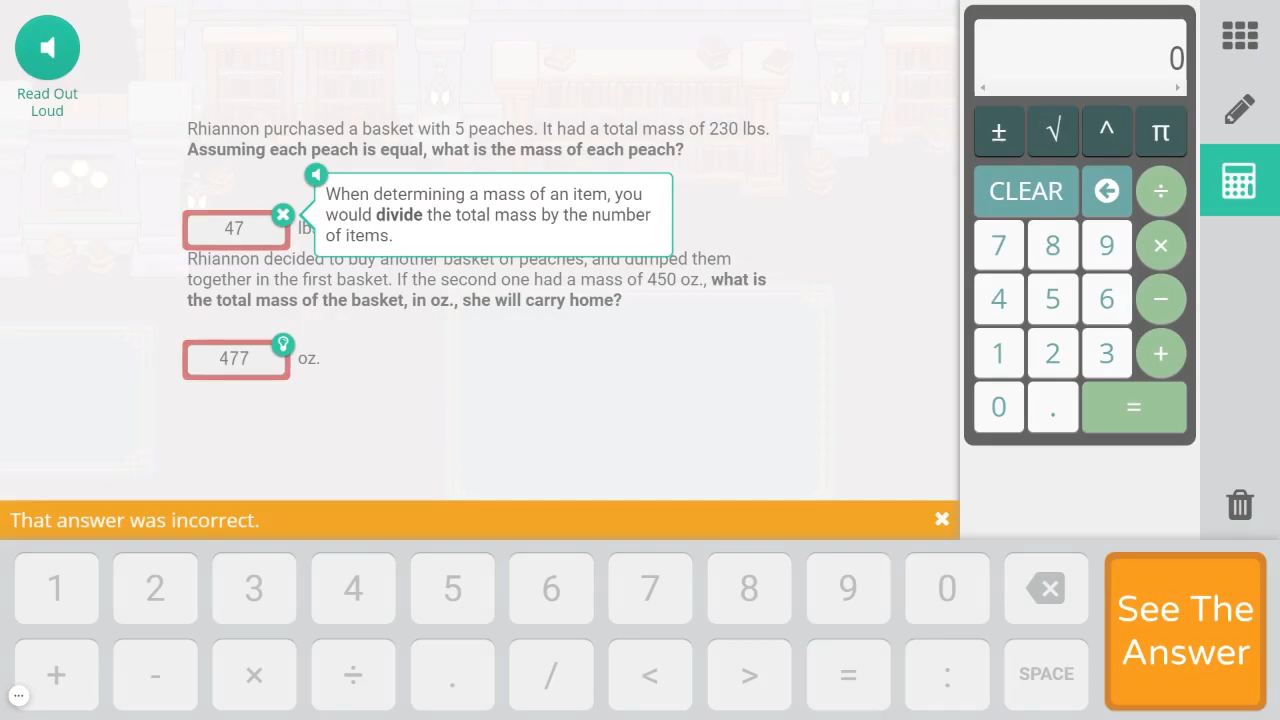 Read Out
Loud
Rhiannon purchased a basket with 5 peaches. It had a total mass of 230 lbs.
Assuming each peach is equal, what is the mass of each peach?
When determining a mass of an item, you
would divide the total mass by the number
of items.
47 lb
Rhiannon decided to buy another basket of peaches, and dumped them
together in the first basket. If the second one had a mass of 450 oz., what is
the total mass of the basket, in oz., she will carry home?
477 oz.
That answer was incorrect.
0
± √ ^ π
CLEAR ÷
7 8 9 ×
4 5 6 −
1 2 3 +
0 . =
1 2 3 4 5 6 7 8 9 0
+ - × ÷ . / < > = : SPACE
See The
Answer